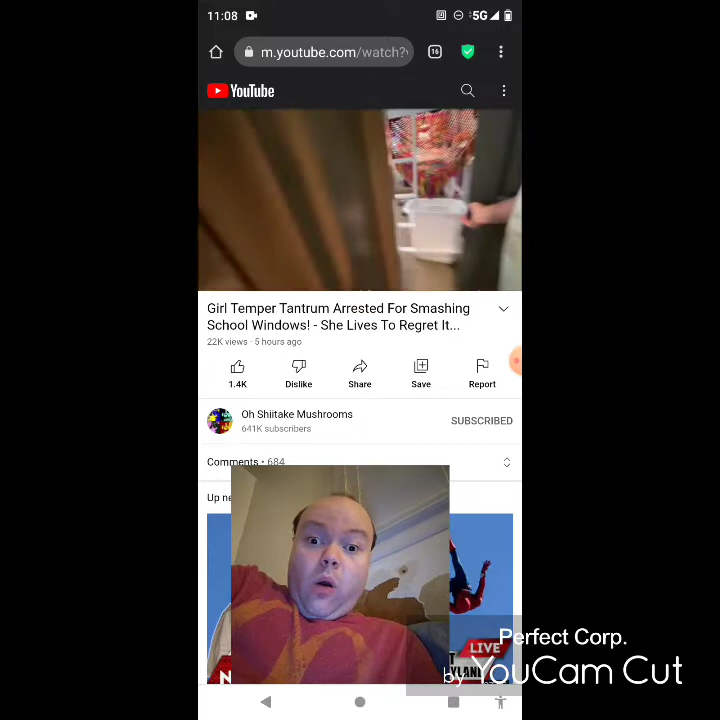 11:08 5G
m.youtube.com/watch?v 16
YouTube
Girl Temper Tantrum Arrested For Smashing
School Windows! - She Lives To Regret It...
22K views · 5 hours ago
1.4K Dislike Share Save Report
Oh Shiitake Mushrooms
641K subscribers
SUBSCRIBED
Comments • 684
Up ne
LIVE
N
Perfect Corp.
by YouCam Cut